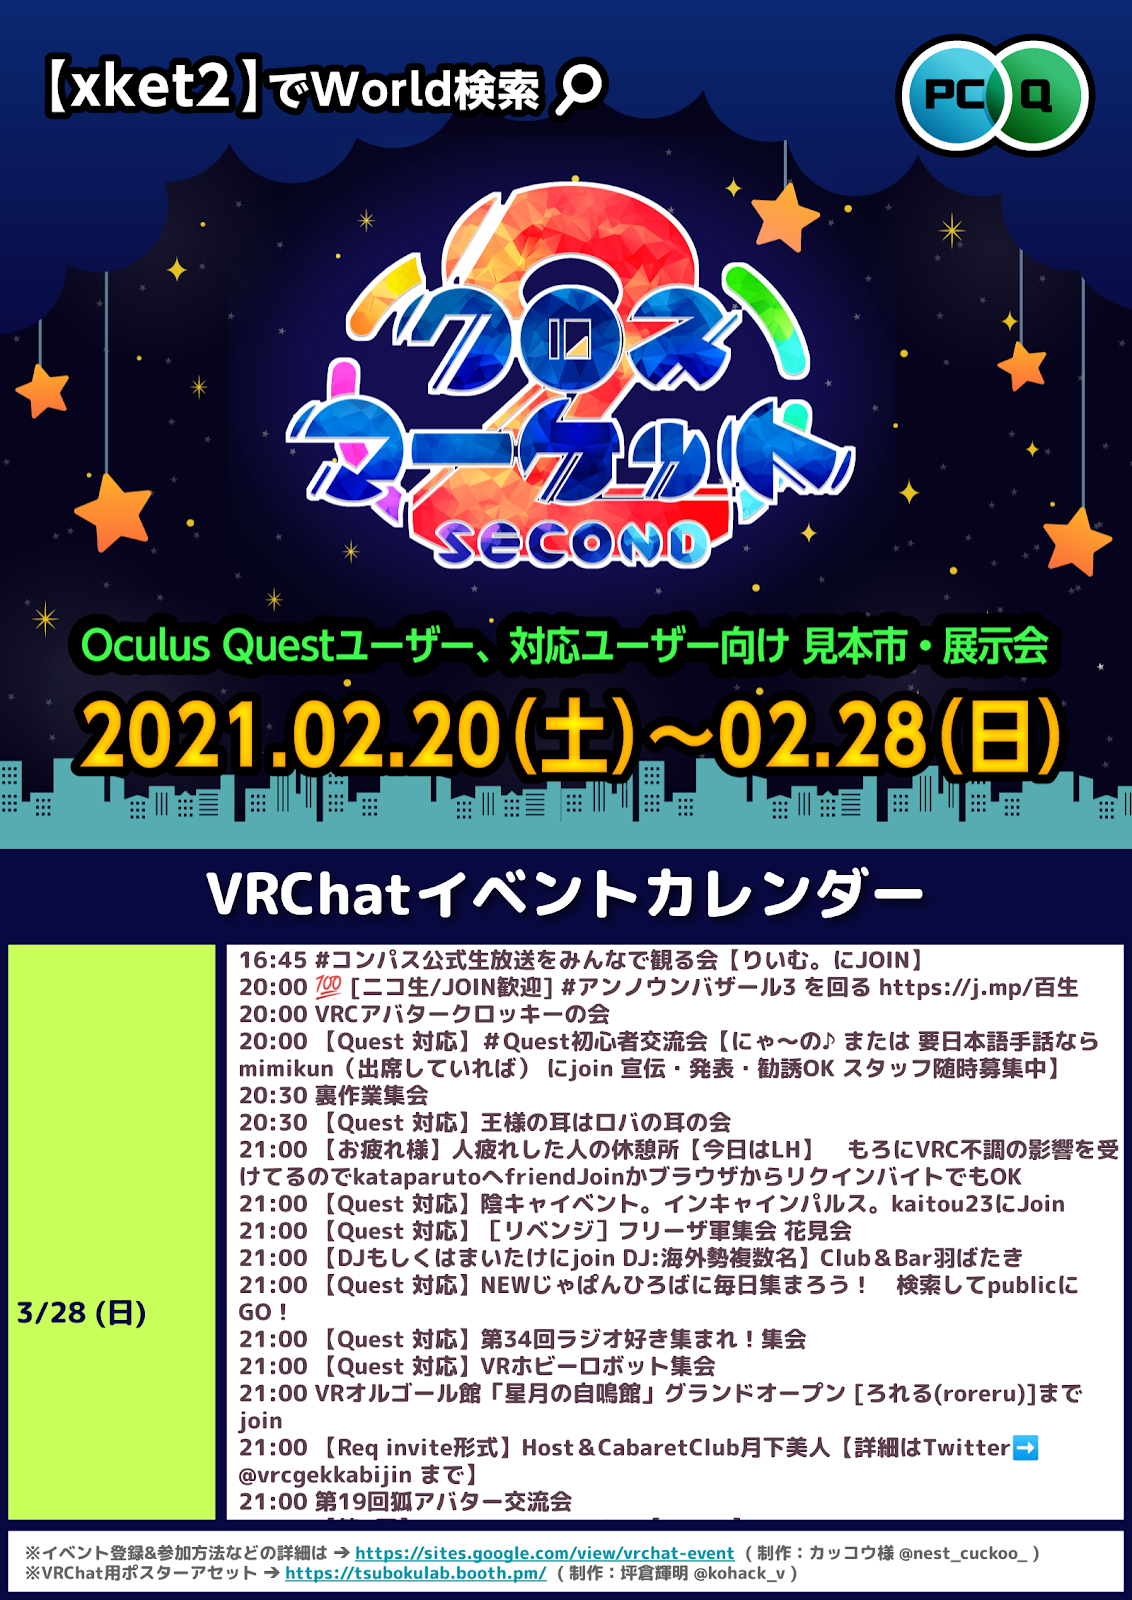 【xket2】でWorld検索
PC Q
2
クロス
マーケット
SECOND
Oculus Questユーザー、対応ユーザー向け 見本市・展示会
2021.02.20(土)～02.28(日)
VRChatイベントカレンダー
3/28 (日)
16:45 #コンパス公式生放送をみんなで観る会【りいむ。にJOIN】
20:00 💯 [ニコ生/JOIN歓迎] #アンノウンバザール3 を回る https://j.mp/百生
20:00 VRCアバタークロッキーの会
20:00 【Quest 対応】＃Quest初心者交流会【にゃ～の♪ または 要日本語手話なら
mimikun（出席していれば） にjoin 宣伝・発表・勧誘OK スタッフ随時募集中】
20:30 裏作業集会
20:30 【Quest 対応】王様の耳はロバの耳の会
21:00 【お疲れ様】人疲れした人の休憩所【今日はLH】　もろにVRC不調の影響を受
けてるのでkataparutoへfriendJoinかブラウザからリクインバイトでもOK
21:00 【Quest 対応】陰キャイベント。インキャインパルス。kaitou23にJoin
21:00 【Quest 対応】［リベンジ］フリーザ軍集会 花見会
21:00 【DJもしくはまいたけにjoin DJ:海外勢複数名】Club＆Bar羽ばたき
21:00 【Quest 対応】NEWじゃぱんひろばに毎日集まろう！　検索してpublicに
GO！
21:00 【Quest 対応】第34回ラジオ好き集まれ！集会
21:00 【Quest 対応】VRホビーロボット集会
21:00 VRオルゴール館「星月の自鳴館」グランドオープン [ろれる(roreru)]まで
join
21:00 【Req invite形式】Host＆CabaretClub月下美人【詳細はTwitter➡
@vrcgekkabijin まで】
21:00 第19回狐アバター交流会
※イベント登録&参加方法などの詳細は ➔ https://sites.google.com/view/vrchat-event （ 制作：カッコウ様 @nest_cuckoo_ ）
※VRChat用ポスターアセット ➔ https://tsubokulab.booth.pm/ （ 制作：坪倉輝明 @kohack_v ）